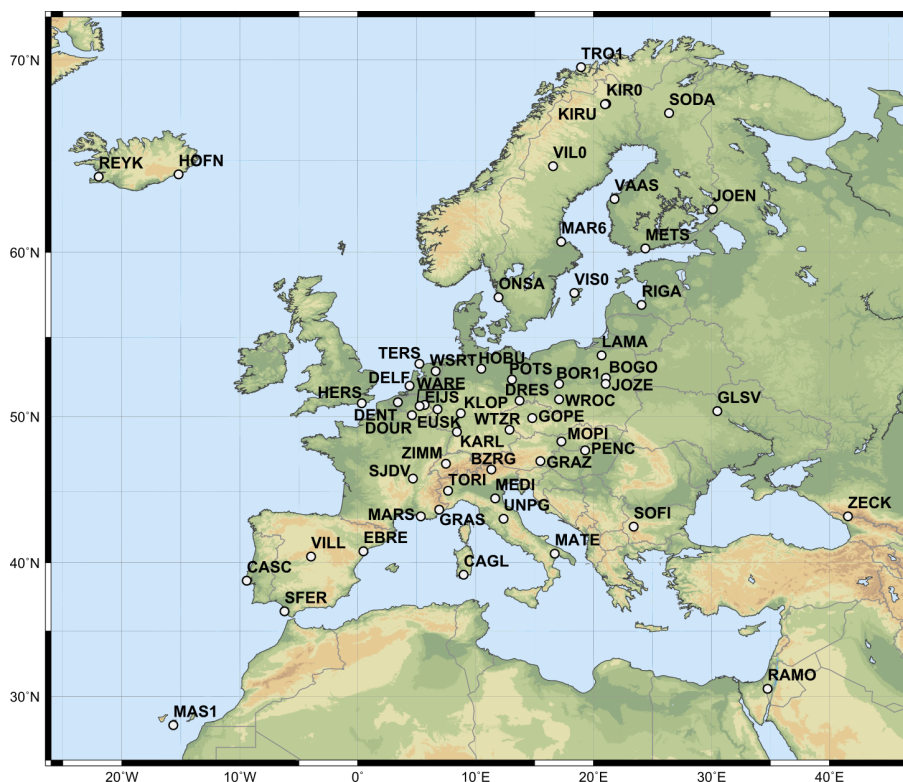 70˚N
TRO1
KIR0
KIRU
SODA
REYK
HOFN
VIL0
VAAS
JOEN
MAR6
METS
60˚N
ONSA
VIS0
RIGA
LAMA
TERS
WSRT
HOBU
POTS
BOR1
BOGO
DELF
WARE
DRES
JOZE
HERS
EIJS
KLOP
WROC
GLSV
50˚N
DENT
DOUR
EUSK
WTZR
GOPE
MOPI
KARL
PENC
ZIMM
BZRG
GRAZ
SJDV
TORI
MEDI
ZECK
MARS
GRAS
UNPG
SOFI
EBRE
VILL
MATE
40˚N
CASC
CAGL
SFER
RAMO
30˚N
MAS1
20˚W
10˚W
0˚
10˚E
20˚E
30˚E
40˚E